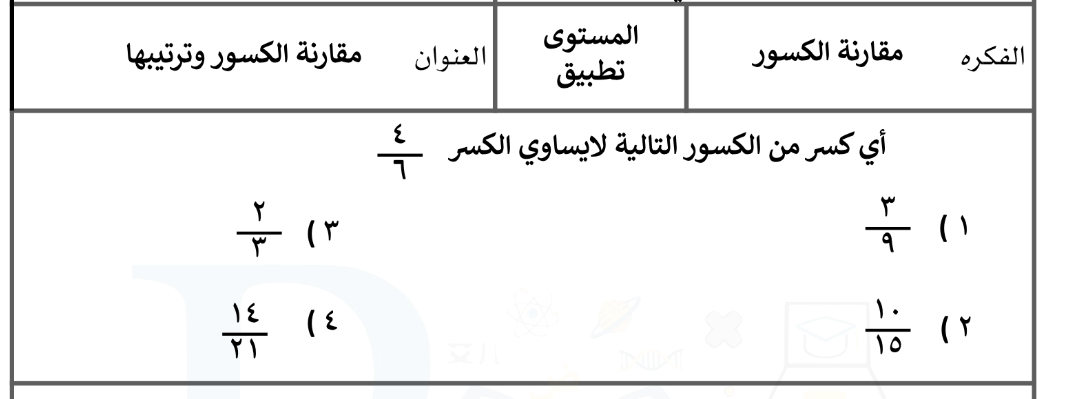 الفكره مقارنة الكسور المستوى تطبيق العنوان مقارنة الكسور وترتيبها
أي كسر من الكسور التالية لايساوي الكسر ٤/٦
١) ٣/٩
٣) ٢/٣
٢) ١٠/١٥
٤) ١٤/٢١